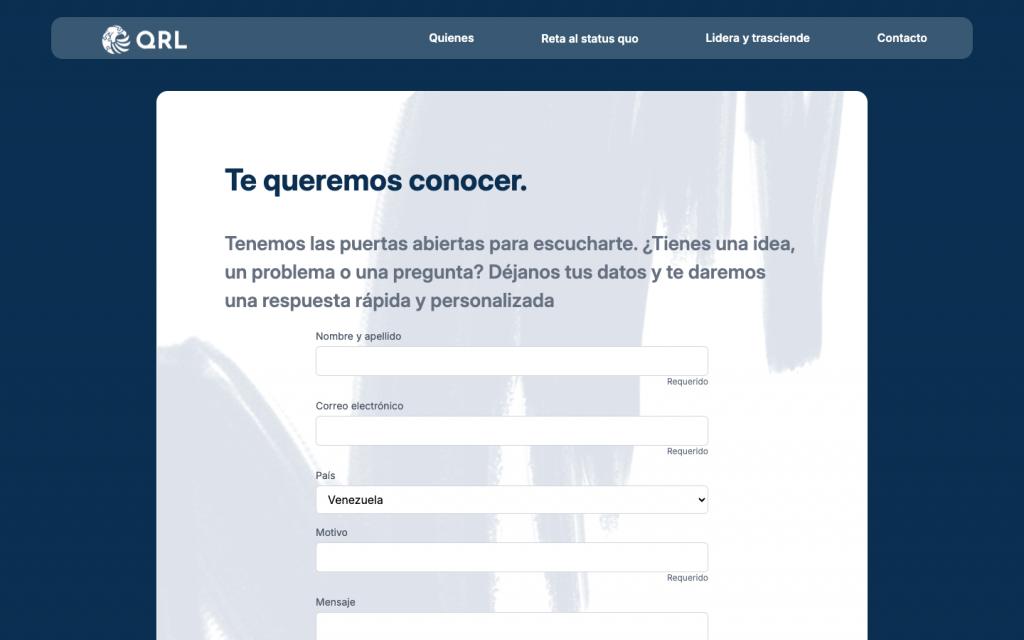 QRL
Quienes
Reta al status quo
Lidera y trasciende
Contacto
Te queremos conocer.
Tenemos las puertas abiertas para escucharte. ¿Tienes una idea,
un problema o una pregunta? Déjanos tus datos y te daremos
una respuesta rápida y personalizada
Nombre y apellido
Requerido
Correo electrónico
Requerido
País
Venezuela
Motivo
Requerido
Mensaje